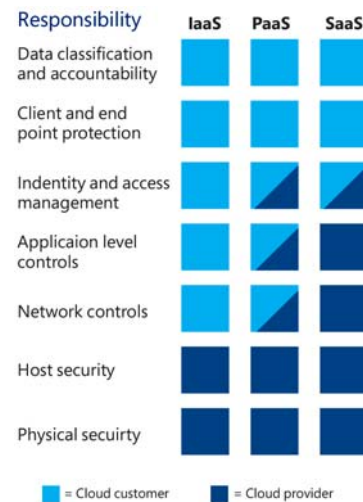 Responsibility IaaS PaaS SaaS
Data classification
and accountability
Client and end
point protection
Indentity and access
management
Applicaion level
controls
Network controls
Host security
Physical secuirty
= Cloud customer = Cloud provider